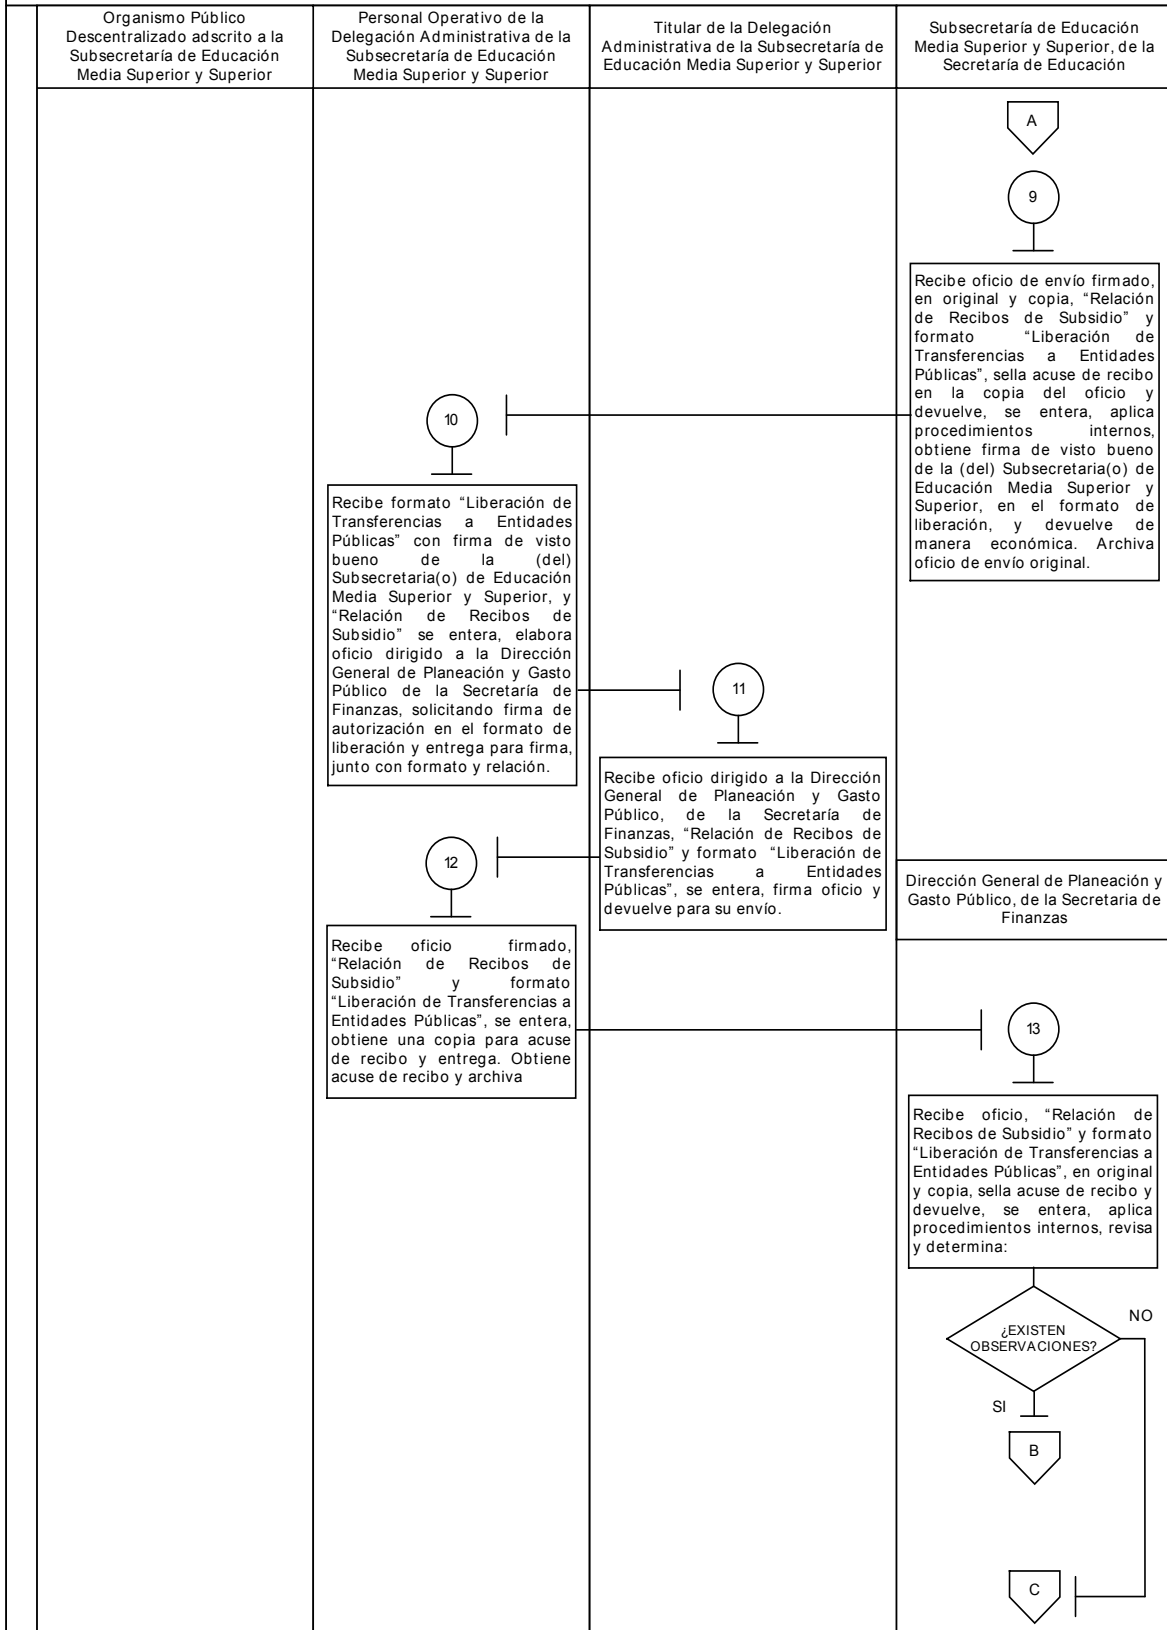 Organismo Público
Descentralizado adscrito a la
Subsecretaría de Educación
Media Superior y Superior
Personal Operativo de la
Delegación Administrativa de la
Subsecretaría de Educación
Media Superior y Superior
Titular de la Delegación
Administrativa de la Subsecretaría de
Educación Media Superior y Superior
Subsecretaría de Educación
Media Superior y Superior, de la
Secretaría de Educación
A
9
Recibe oficio de envío firmado,
en original y copia, “Relación
de Recibos de Subsidio” y
formato “Liberación de
Transferencias a Entidades
Públicas”, sella acuse de recibo
en la copia del oficio y
devuelve, se entera, aplica
procedimientos internos,
obtiene firma de visto bueno
de la (del) Subsecretaria(o) de
Educación Media Superior y
Superior, en el formato de
liberación, y devuelve de
manera económica. Archiva
oficio de envío original.
10
Recibe formato “Liberación de
Transferencias a Entidades
Públicas” con firma de visto
bueno de la (del)
Subsecretaria(o) de Educación
Media Superior y Superior, y
“Relación de Recibos de
Subsidio” se entera, elabora
oficio dirigido a la Dirección
General de Planeación y Gasto
Público de la Secretaría de
Finanzas, solicitando firma de
autorización en el formato de
liberación y entrega para firma,
junto con formato y relación.
11
Recibe oficio dirigido a la Dirección
General de Planeación y Gasto
Público, de la Secretaría de
Finanzas, “Relación de Recibos de
Subsidio” y formato “Liberación de
Transferencias a Entidades
Públicas”, se entera, firma oficio y
devuelve para su envío.
12
Recibe oficio firmado,
“Relación de Recibos de
Subsidio” y formato
“Liberación de Transferencias a
Entidades Públicas”, se entera,
obtiene una copia para acuse
de recibo y entrega. Obtiene
acuse de recibo y archiva
Dirección General de Planeación y
Gasto Público, de la Secretaria de
Finanzas
13
Recibe oficio, “Relación de
Recibos de Subsidio” y formato
“Liberación de Transferencias a
Entidades Públicas”, en original
y copia, sella acuse de recibo y
devuelve, se entera, aplica
procedimientos internos, revisa
y determina:
¿EXISTEN
OBSERVACIONES?
NO
SI
B
C